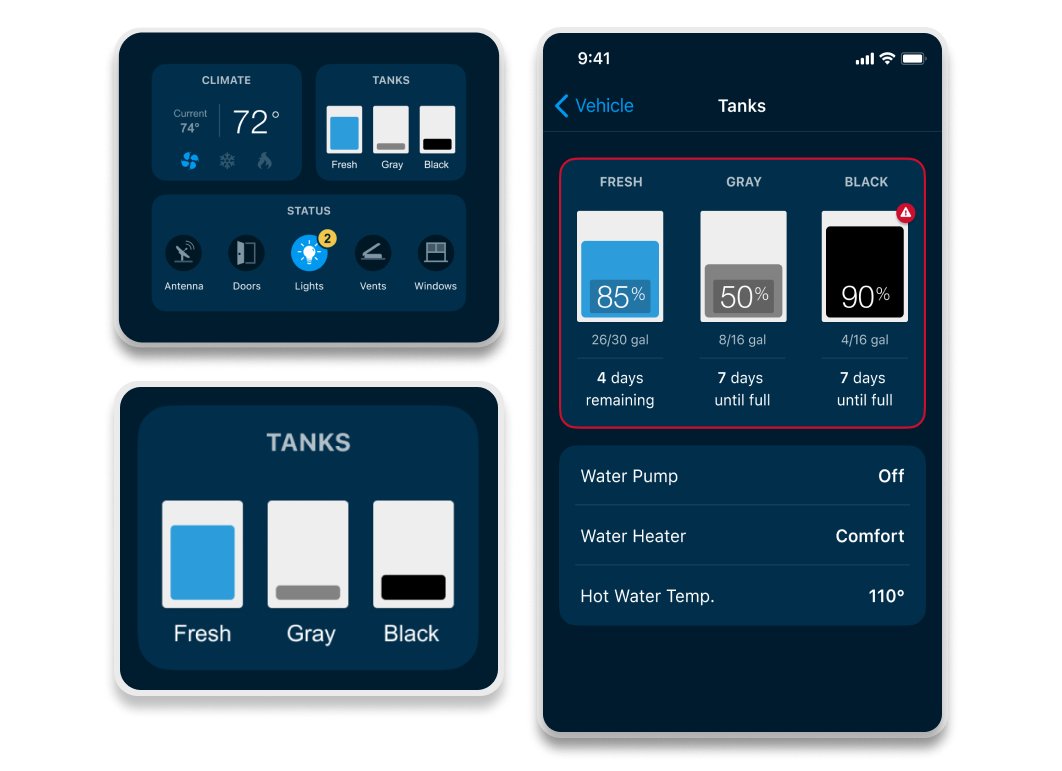 CLIMATE
Current
74°
72°
TANKS
Fresh Gray Black
STATUS
2
Antenna Doors Lights Vents Windows
TANKS
Fresh Gray Black
9:41
Vehicle Tanks
FRESH GRAY BLACK
85% 50% 90%
26/30 gal 8/16 gal 4/16 gal
4 days 7 days 7 days
remaining until full until full
Water Pump Off
Water Heater Comfort
Hot Water Temp. 110°